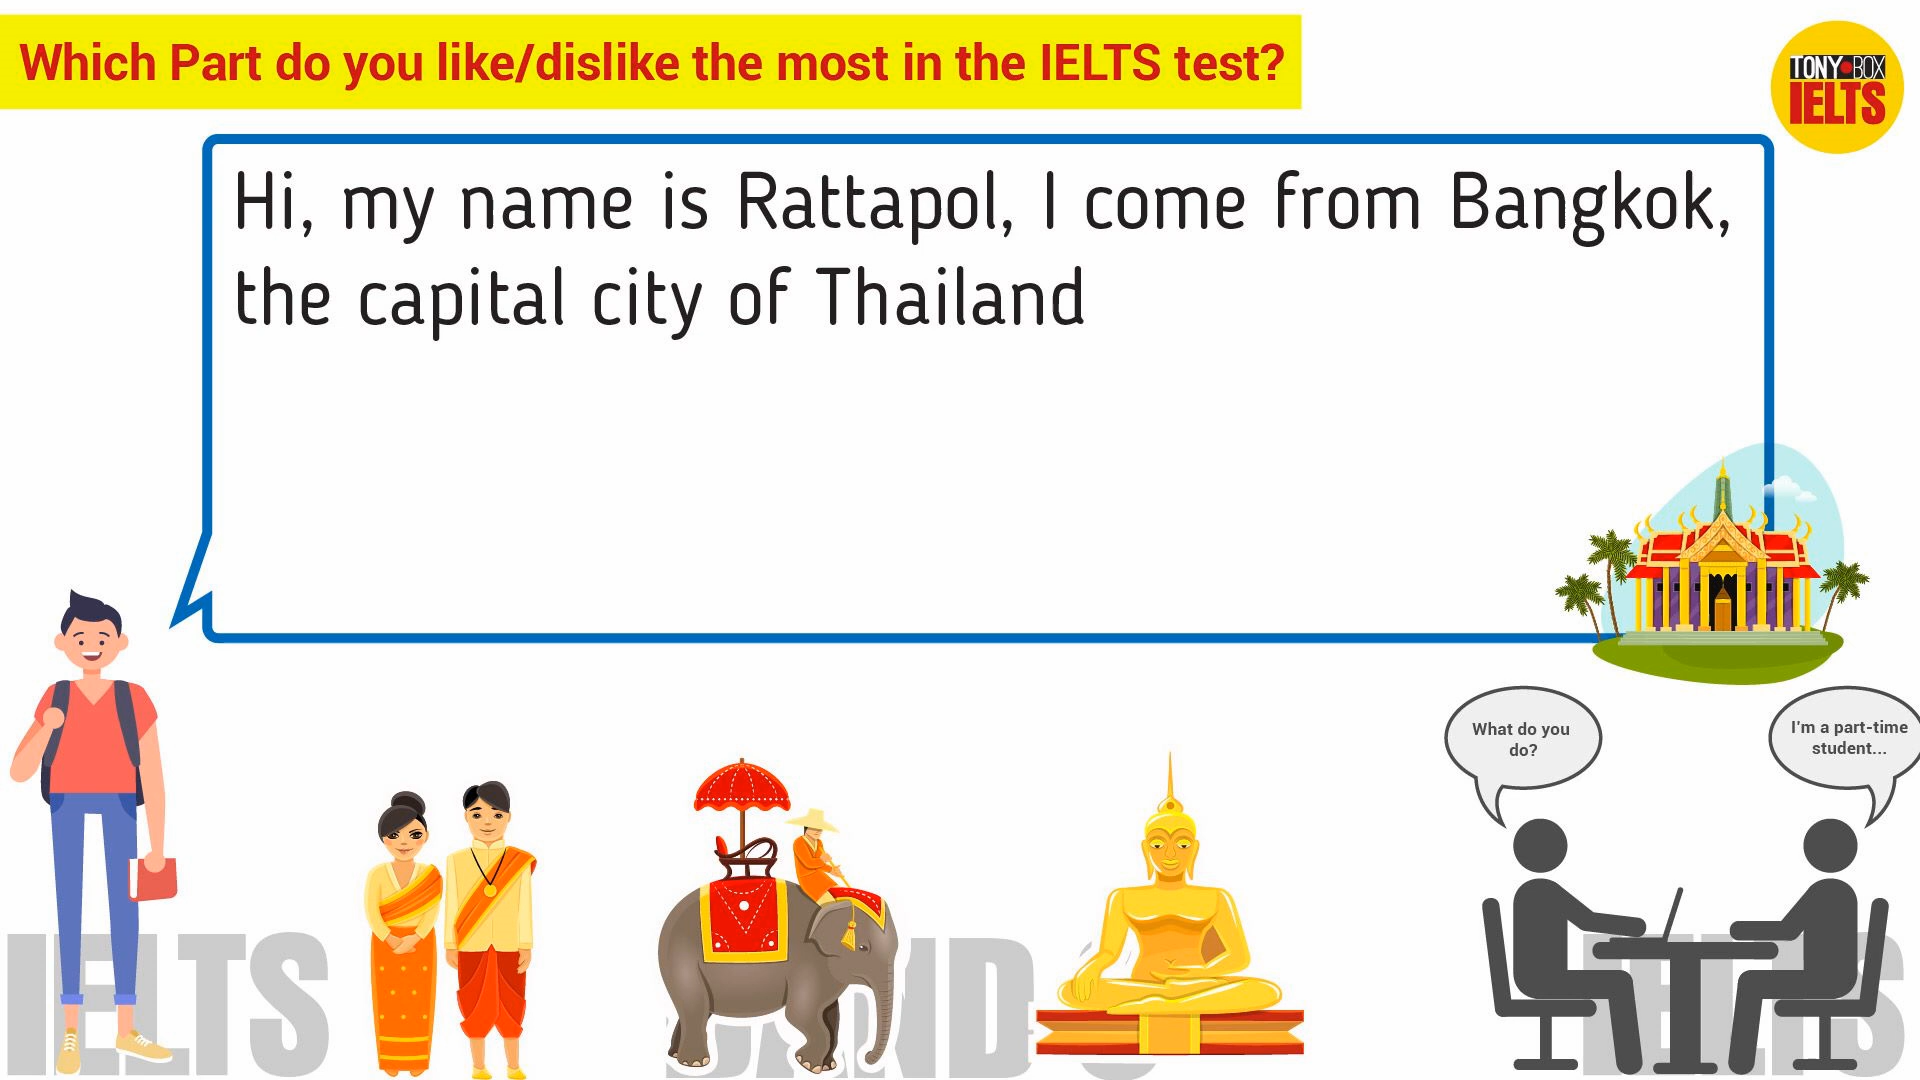 Which Part do you like/dislike the most in the IELTS test?
TONY BOX
IELTS
Hi, my name is Rattapol, I come from Bangkok,
the capital city of Thailand
What do you
do?
I'm a part-time
student...
IELTS
IELTS